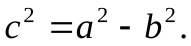 c² =a² - b².